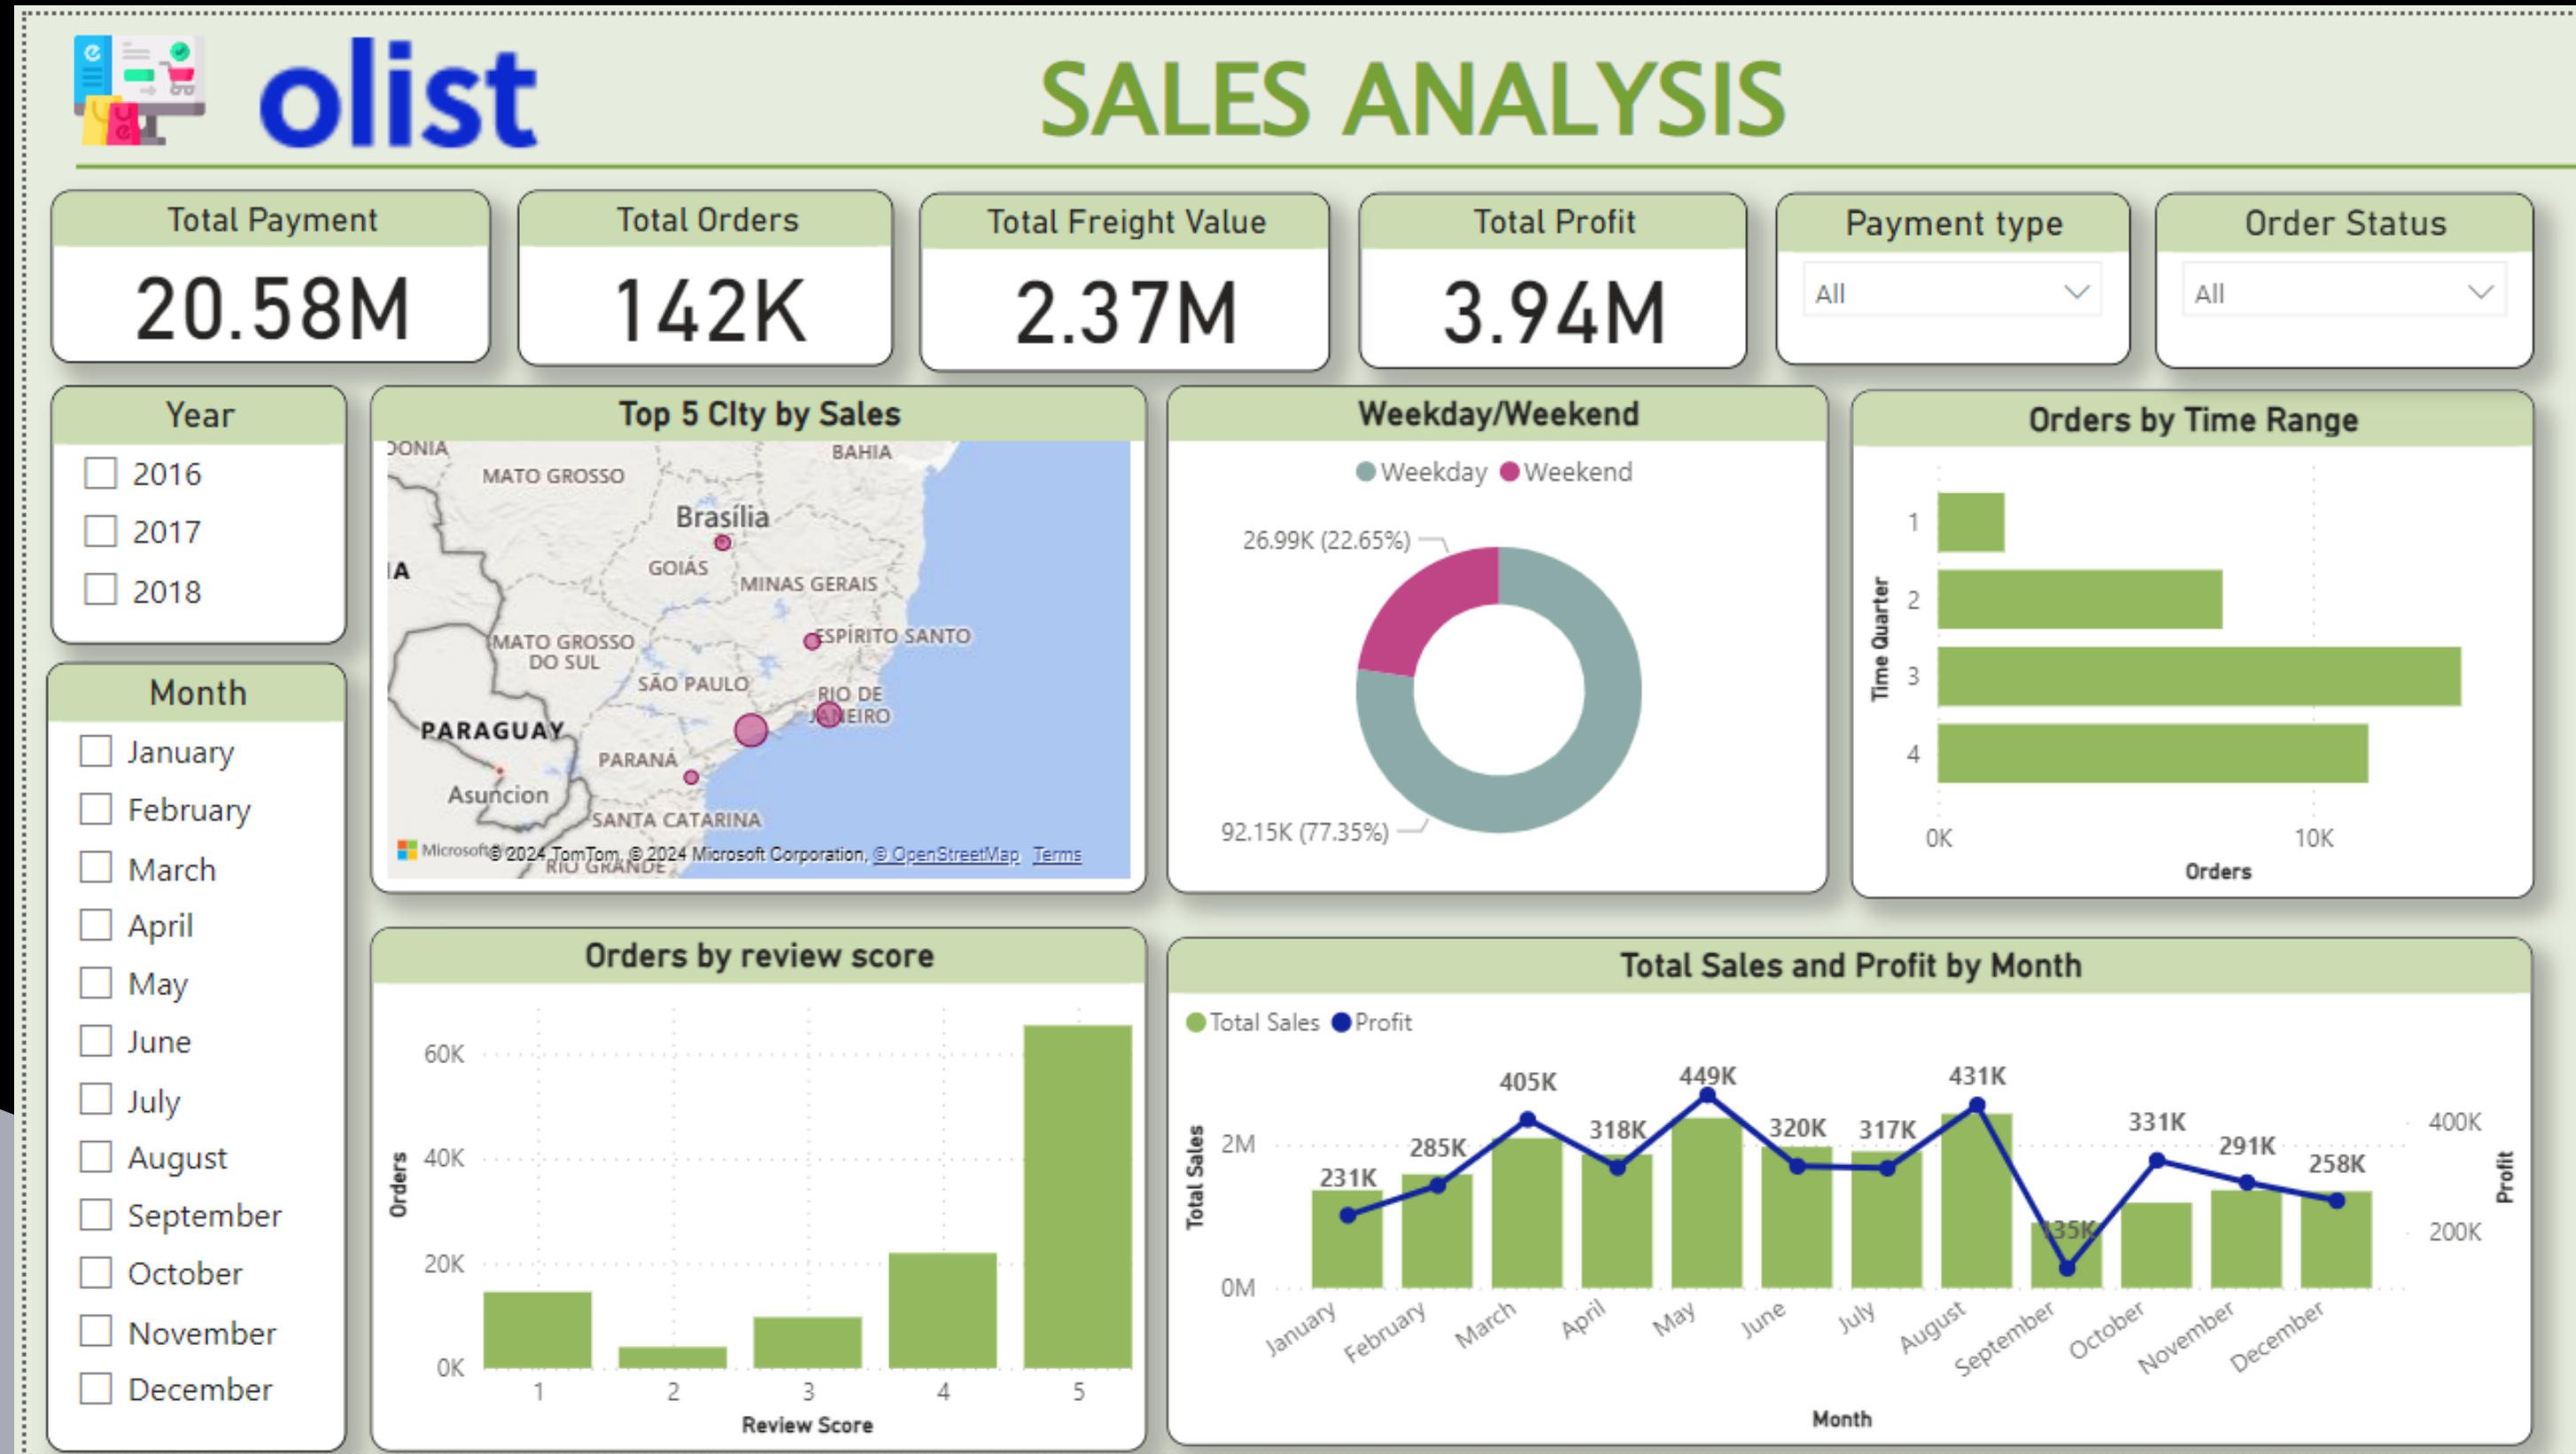 olist
SALES ANALYSIS
Total Payment
20.58M
Total Orders
142K
Total Freight Value
2.37M
Total Profit
3.94M
Payment type
All
Order Status
All
Year
2016
2017
2018
Month
January
February
March
April
May
June
July
August
September
October
November
December
Top 5 CIty by Sales
DONIA
MATO GROSSO
BAHIA
Brasília
GOIÁS
IA
MINAS GERAIS
ESPÍRITO SANTO
MATO GROSSO
DO SUL
SÃO PAULO
RIO DE
JANEIRO
PARAGUAY
PARANÁ
Asuncion
SANTA CATARINA
Microsoft
© 2024 TomTom, © 2024 Microsoft Corporation, © OpenStreetMap Terms
RIO GRANDE
Weekday/Weekend
Weekday Weekend
26.99K (22.65%)
92.15K (77.35%)
Orders by Time Range
Time Quarter
1
2
3
4
0K 10K
Orders
Orders by review score
Orders
60K
40K
20K
0K
1 2 3 4 5
Review Score
Total Sales and Profit by Month
Total Sales Profit
Total Sales
2M
0M
231K 285K 405K 318K 449K 320K 317K 431K 135K 331K 291K 258K
400K
200K
Profit
January February March April May June July August September October November December
Month